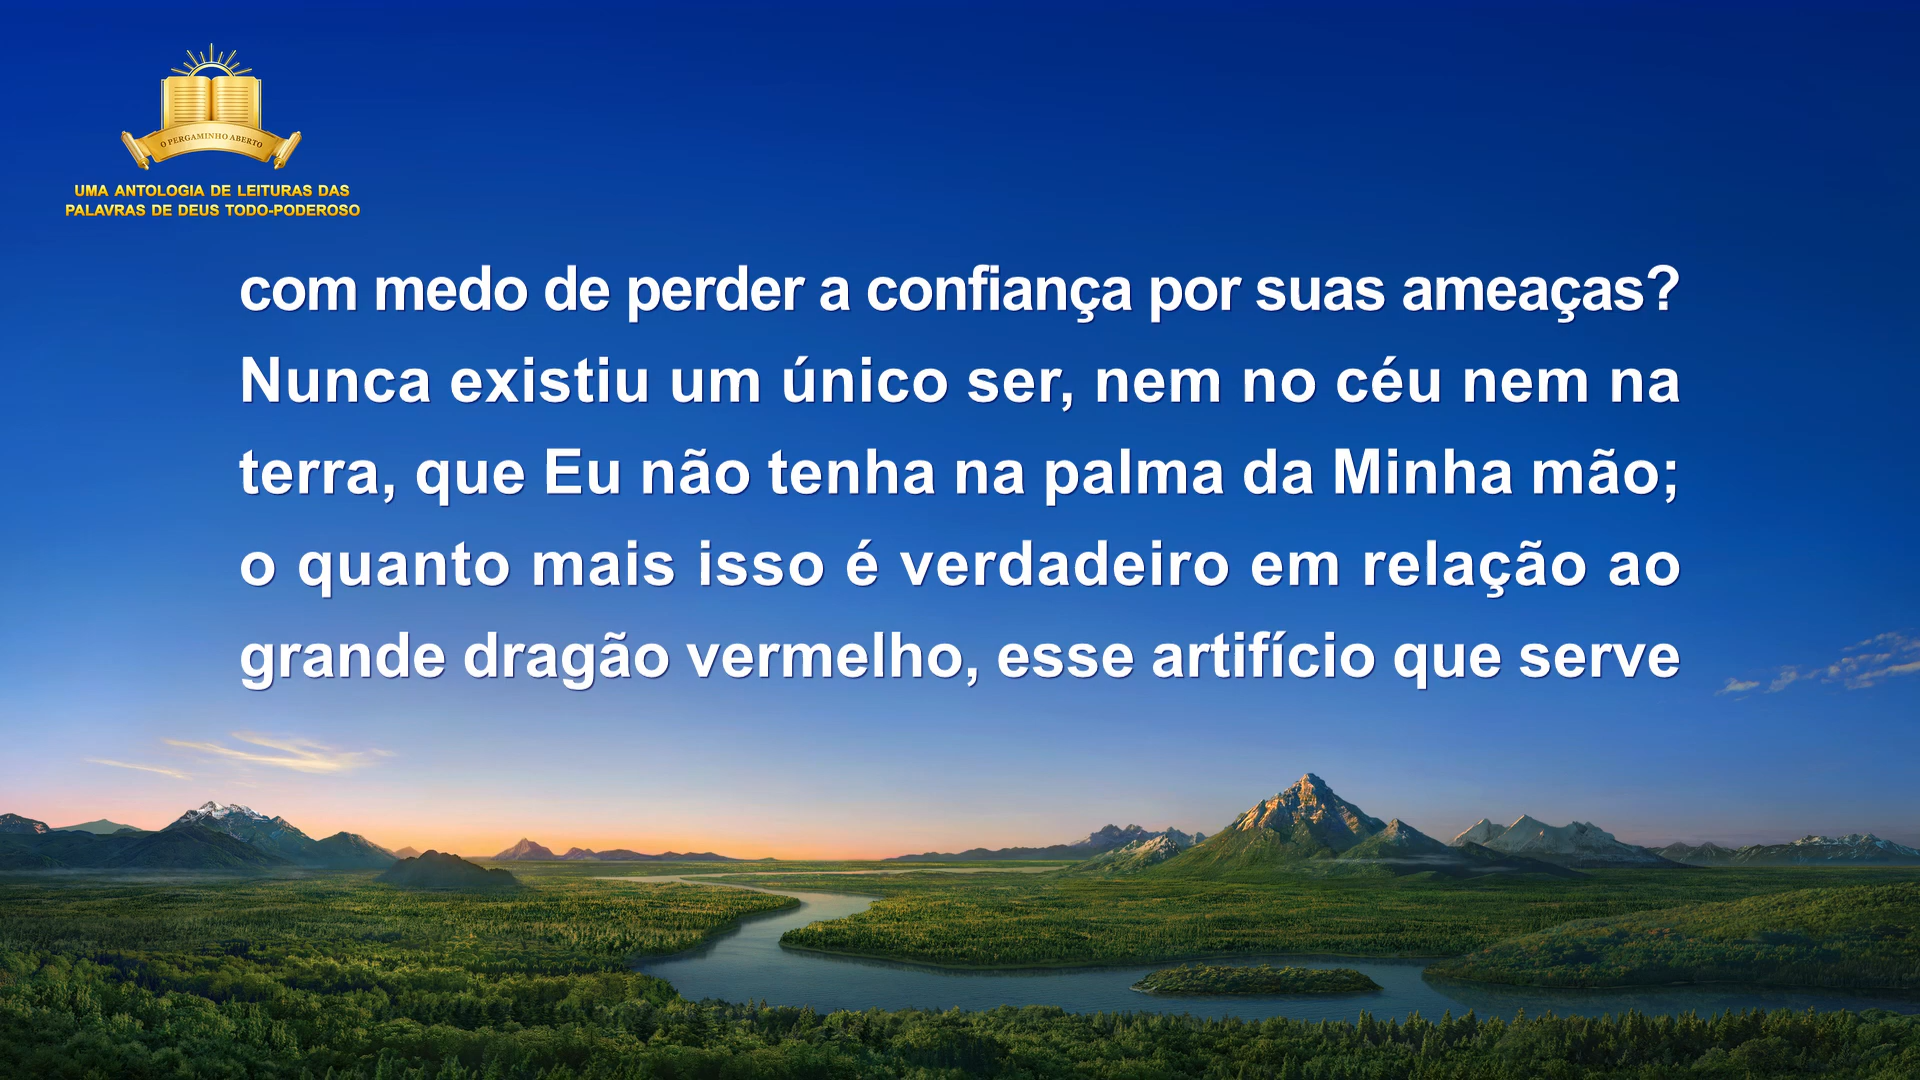 O PERGAMINHO ABERTO
UMA ANTOLOGIA DE LEITURAS DAS
PALAVRAS DE DEUS TODO-PODEROSO
com medo de perder a confiança por suas ameaças?
Nunca existiu um único ser, nem no céu nem na
terra, que Eu não tenha na palma da Minha mão;
o quanto mais isso é verdadeiro em relação ao
grande dragão vermelho, esse artifício que serve